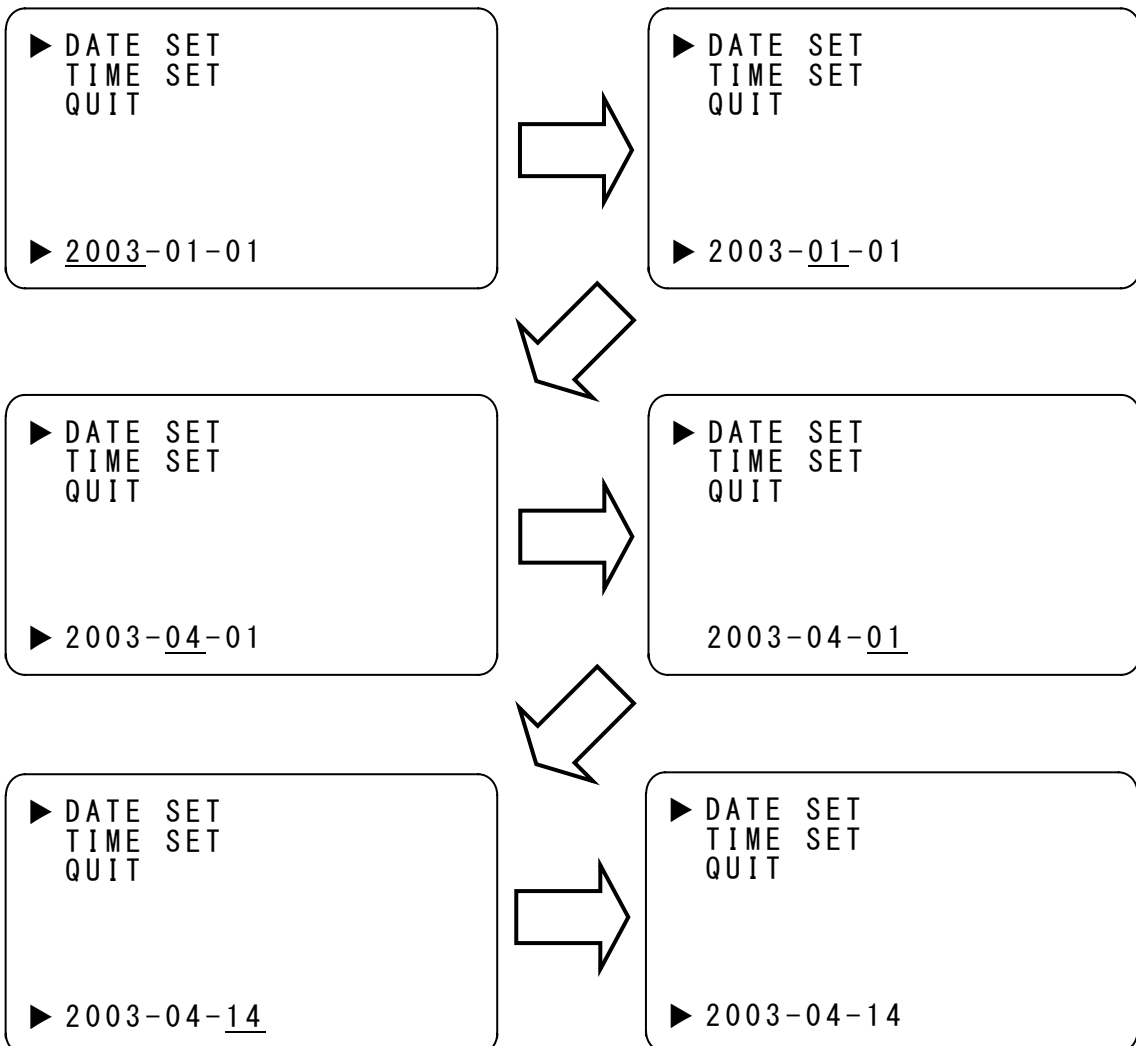 ▶ DATE SET
TIME SET
QUIT
▶ 2003-01-01
▶ DATE SET
TIME SET
QUIT
▶ 2003-01-01
▶ DATE SET
TIME SET
QUIT
▶ 2003-04-01
▶ DATE SET
TIME SET
QUIT
2003-04-01
▶ DATE SET
TIME SET
QUIT
▶ 2003-04-14
▶ DATE SET
TIME SET
QUIT
▶ 2003-04-14